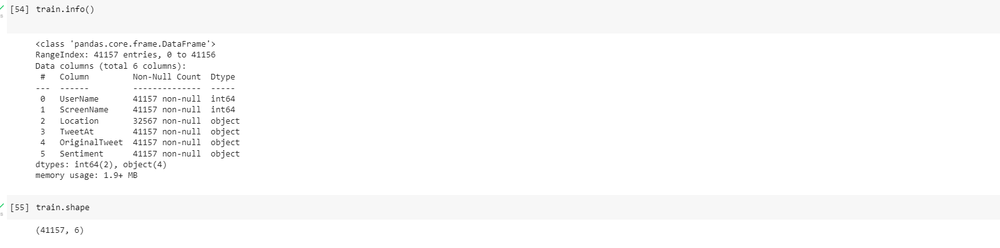 [54] train.info()
<class 'pandas.core.frame.DataFrame'>
RangeIndex: 41157 entries, 0 to 41156
Data columns (total 6 columns):
 #   Column         Non-Null Count  Dtype
---  ------         --------------  -----
 0   UserName       41157 non-null  int64
 1   ScreenName     41157 non-null  int64
 2   Location       32567 non-null  object
 3   TweetAt        41157 non-null  object
 4   OriginalTweet  41157 non-null  object
 5   Sentiment      41157 non-null  object
dtypes: int64(2), object(4)
memory usage: 1.9+ MB
[55] train.shape
(41157, 6)